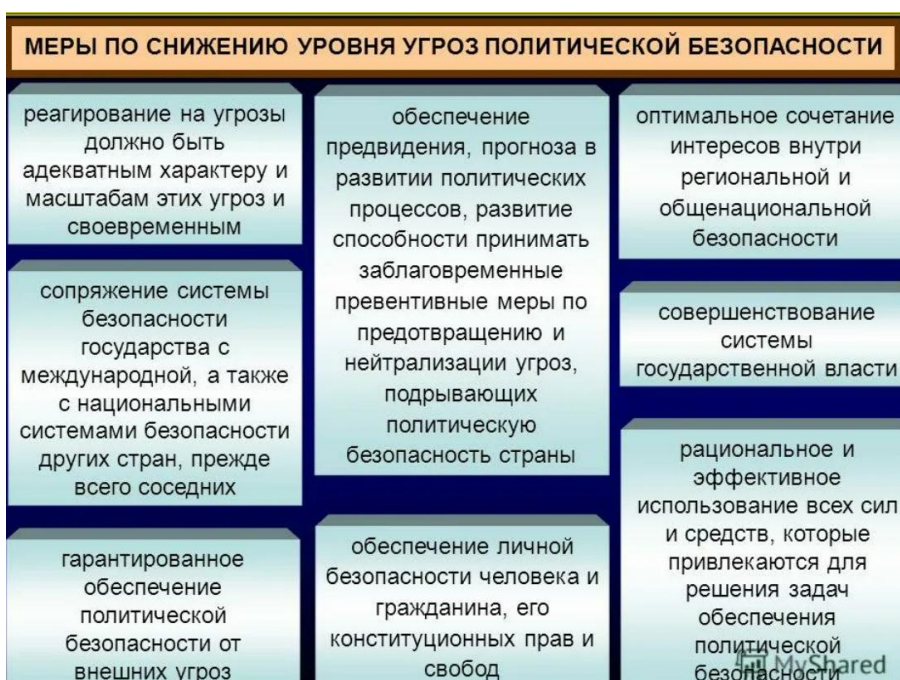 МЕРЫ ПО СНИЖЕНИЮ УРОВНЯ УГРОЗ ПОЛИТИЧЕСКОЙ БЕЗОПАСНОСТИ
реагирование на угрозы
должно быть
адекватным характеру и
масштабам этих угроз и
своевременным
сопряжение системы
безопасности
государства с
международной, а также
с национальными
системами безопасности
других стран, прежде
всего соседних
гарантированное
обеспечение
политической
безопасности от
внешних угроз
обеспечение
предвидения, прогноза в
развитии политических
процессов, развитие
способности принимать
заблаговременные
превентивные меры по
предотвращению и
нейтрализации угроз,
подрывающих
политическую
безопасность страны
обеспечение личной
безопасности человека и
гражданина, его
конституционных прав и
свобод
оптимальное сочетание
интересов внутри
региональной и
общенациональной
безопасности
совершенствование
системы
государственной власти
рациональное и
эффективное
использование всех сил
и средств, которые
привлекаются для
решения задач
обеспечения
политической
безопасности
MyShared